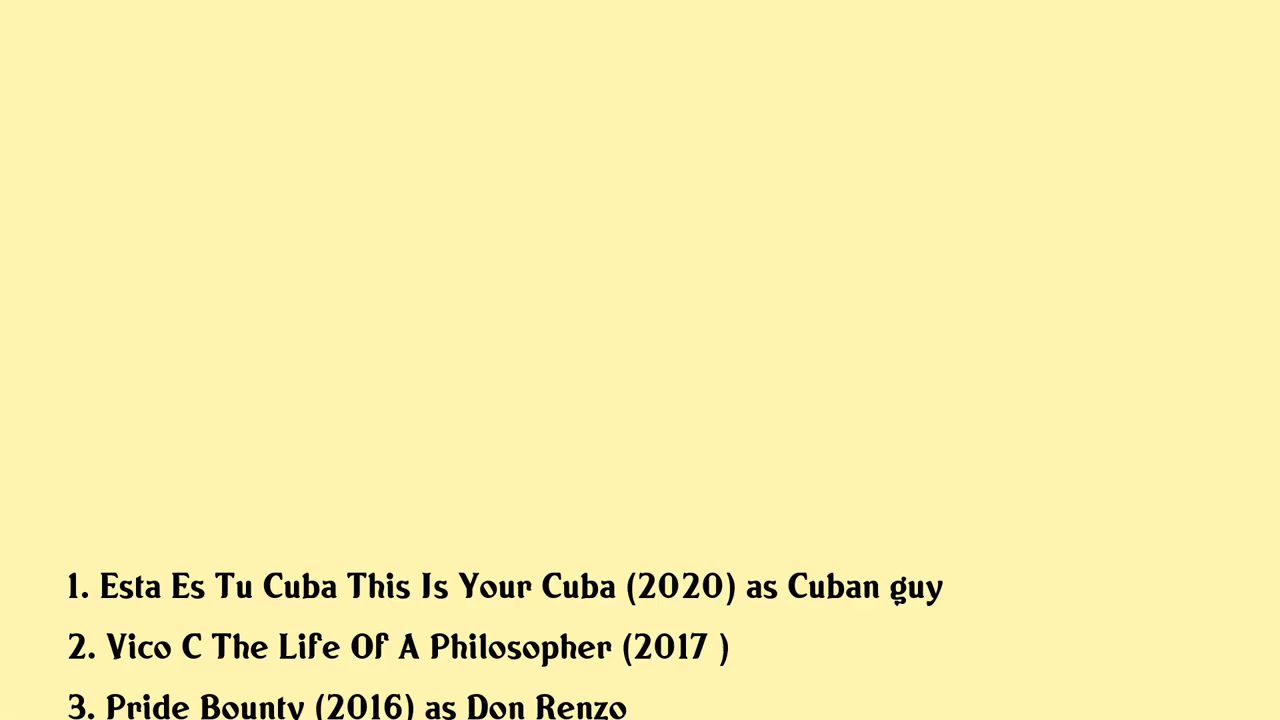 1. Esta Es Tu Cuba This Is Your Cuba (2020) as Cuban guy
2. Vico C The Life Of A Philosopher (2017 )
3. Pride Bounty (2016) as Don Renzo